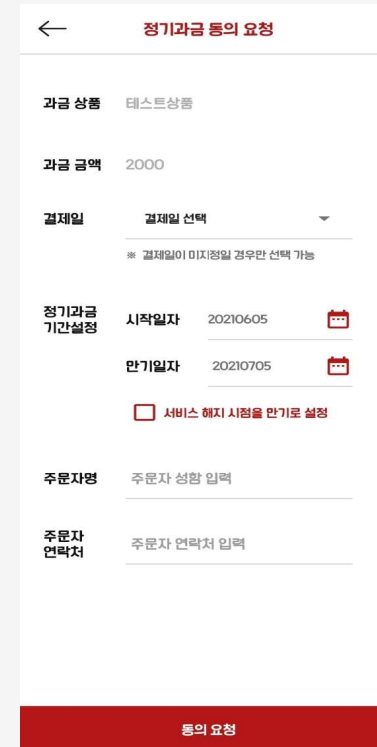 정기과금 동의 요청
과금 상품 테스트상품
과금 금액 2000
결제일 결제일 선택
※ 결제일이 미지정일 경우만 선택 가능
정기과금
기간설정
시작일자 20210605
만기일자 20210705
서비스 해지 시점을 만기로 설정
주문자명 주문자 성함 입력
주문자
연락처
주문자 연락처 입력
동의 요청